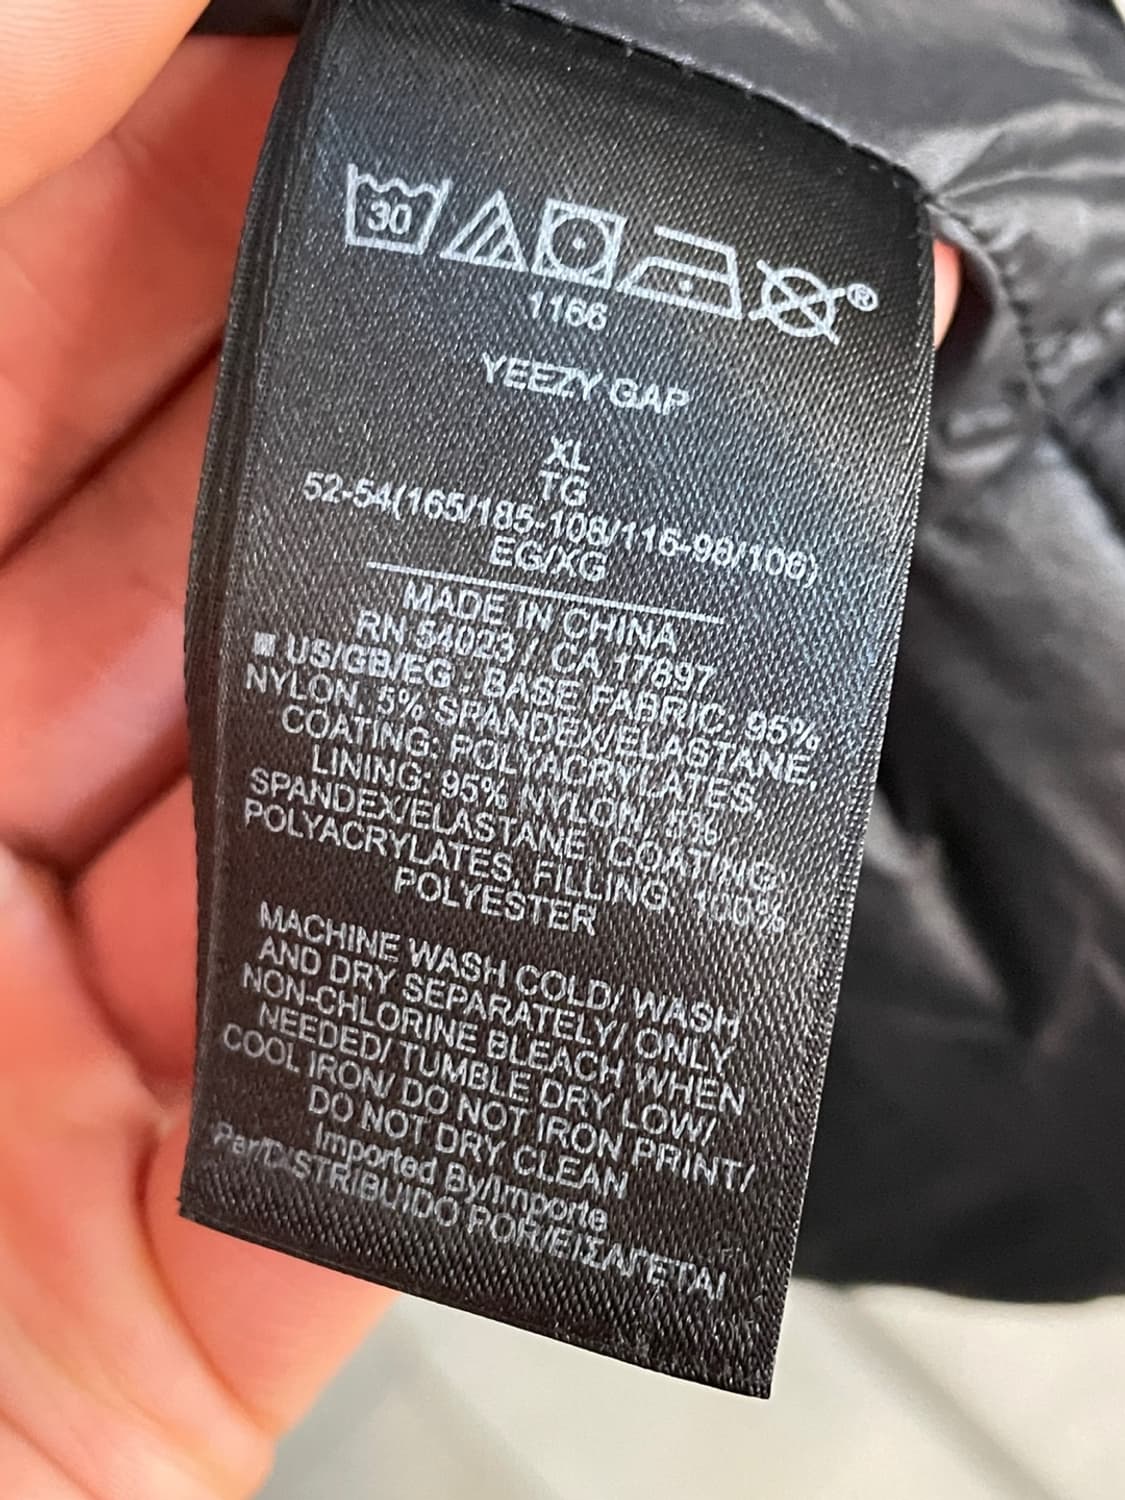 30
®
1166
YEEZY GAP
XL
TG
52-54(165/185-108/116-98/106)
EG/XG
MADE IN CHINA
RN 54023 / CA 17897
US/GB/EG : BASE FABRIC: 95%
NYLON, 5% SPANDEX/ELASTANE,
COATING: POLYACRYLATES,
LINING: 95% NYLON, 5%
SPANDEX/ELASTANE, COATING:
POLYACRYLATES, FILLING: 100%
POLYESTER
MACHINE WASH COLD/ WASH
AND DRY SEPARATELY/ ONLY
NON-CHLORINE BLEACH WHEN
NEEDED/ TUMBLE DRY LOW/
COOL IRON/ DO NOT IRON PRINT/
DO NOT DRY CLEAN
Imported By/Importe
Par/DISTRIBUIDO POR/ΕΙΣΑΓΕΤΑΙ